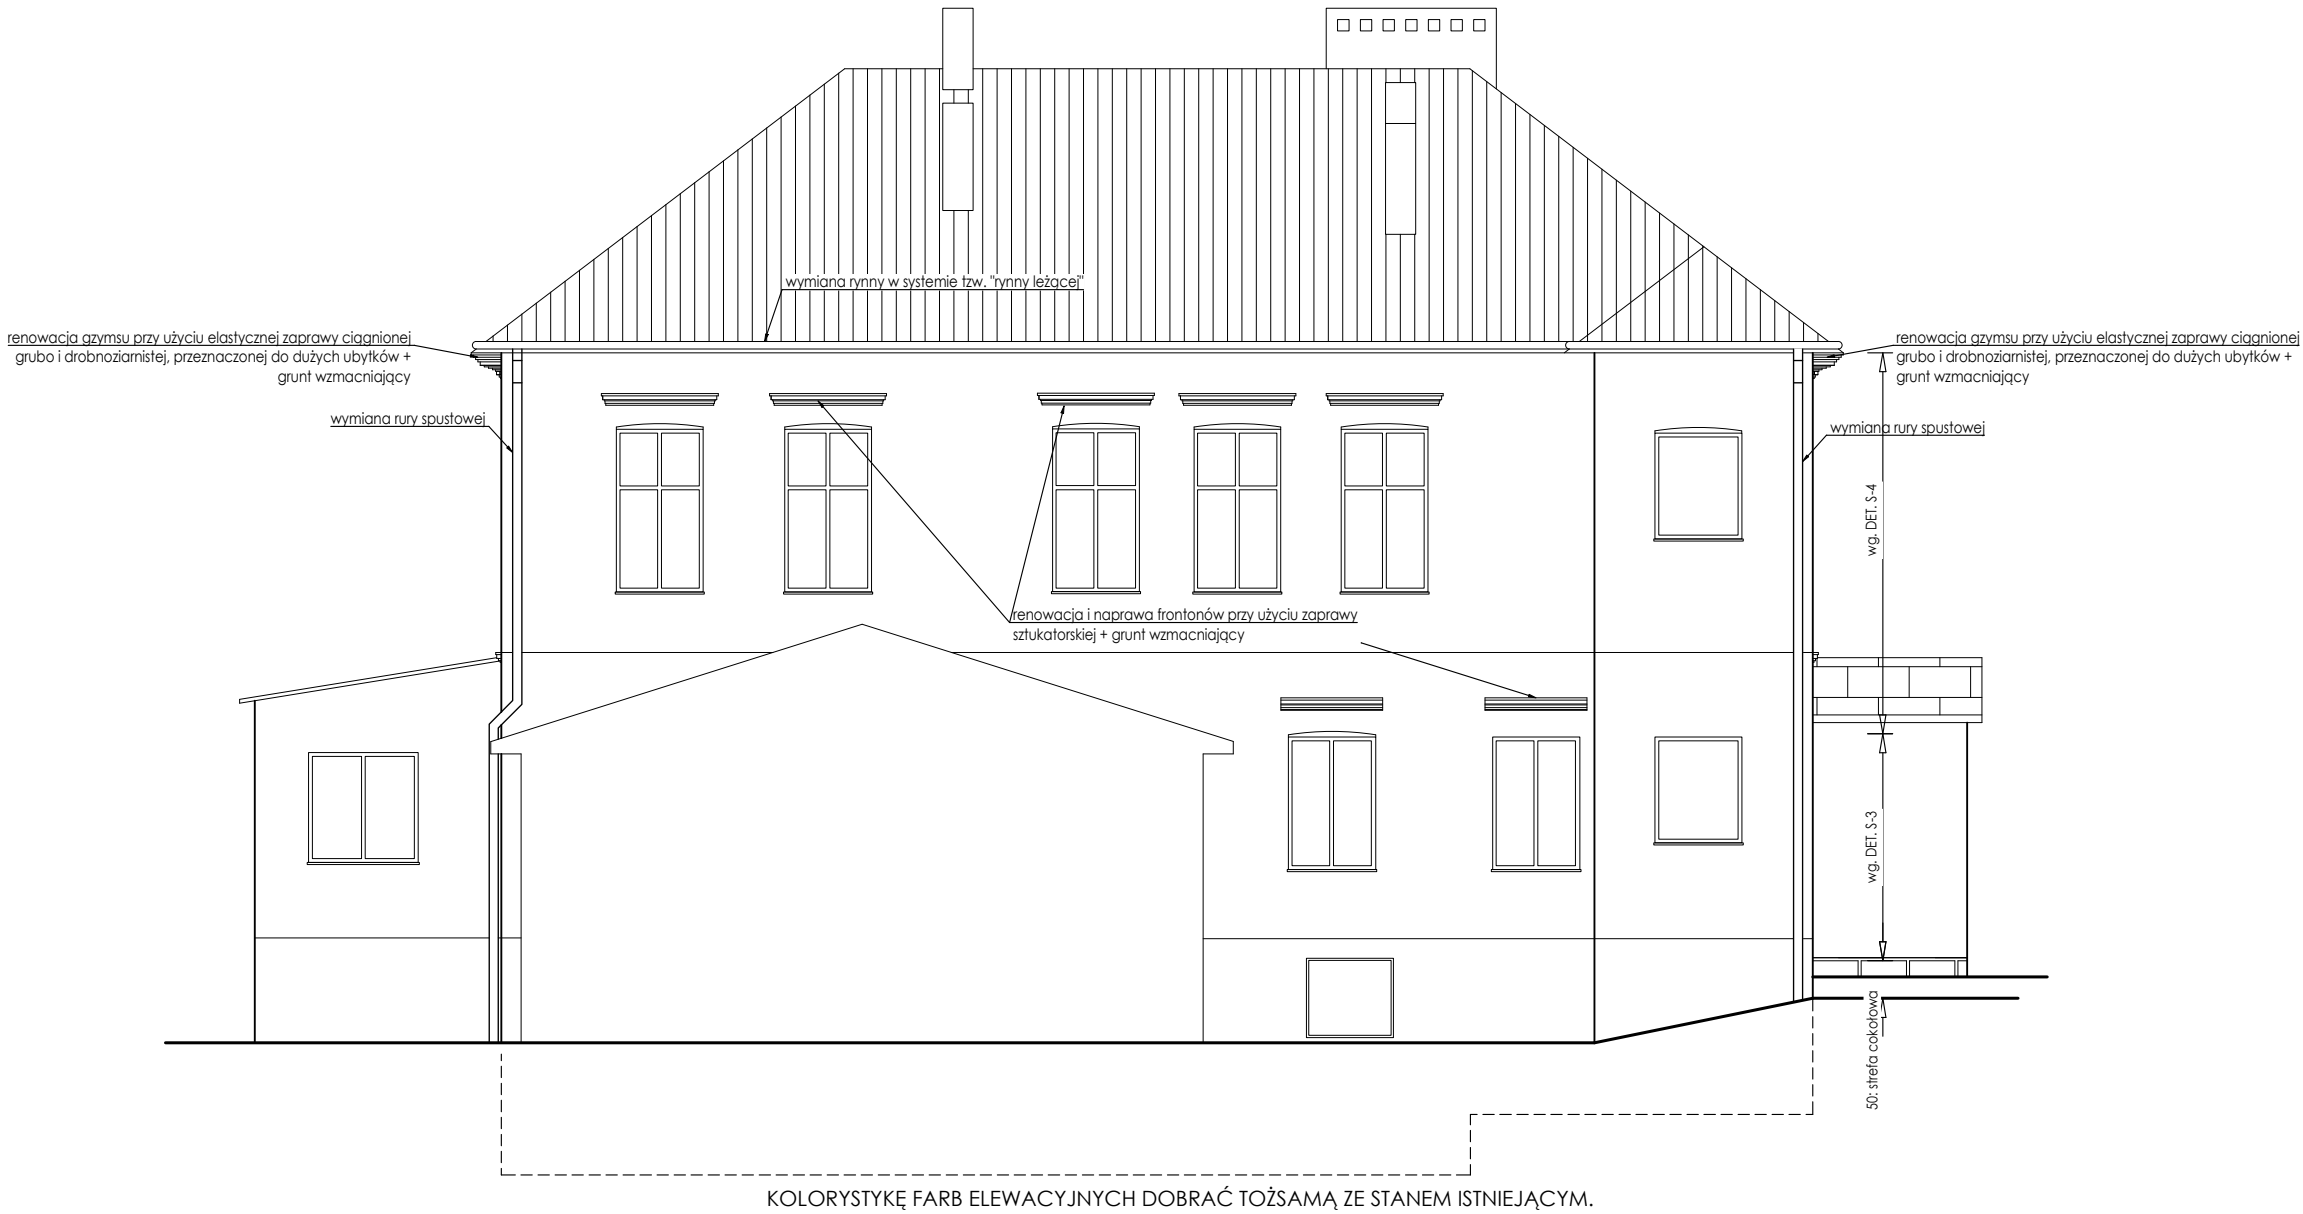 wymiana rynny w systemie tzw. "rynny leżącej"
renowacja gzymsu przy użyciu elastycznej zaprawy ciągnionej
grubo i drobnoziarnistej, przeznaczonej do dużych ubytków +
grunt wzmacniający
renowacja gzymsu przy użyciu elastycznej zaprawy ciągnionej
grubo i drobnoziarnistej, przeznaczonej do dużych ubytków +
grunt wzmacniający
wymiana rury spustowej
wymiana rury spustowej
wg. DET. S-4
renowacja i naprawa frontonów przy użyciu zaprawy
sztukatorskiej + grunt wzmacniający
wg. DET. S-3
50: strefa cokołowa
KOLORYSTYKĘ FARB ELEWACYJNYCH DOBRAĆ TOŻSAMĄ ZE STANEM ISTNIEJĄCYM.